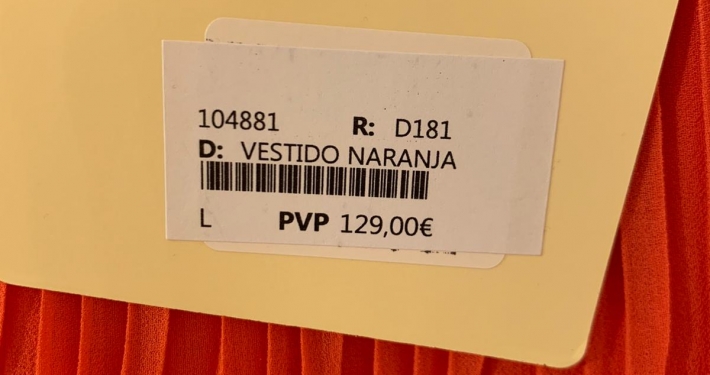 104881 R: D181
D: VESTIDO NARANJA
L PVP 129,00€